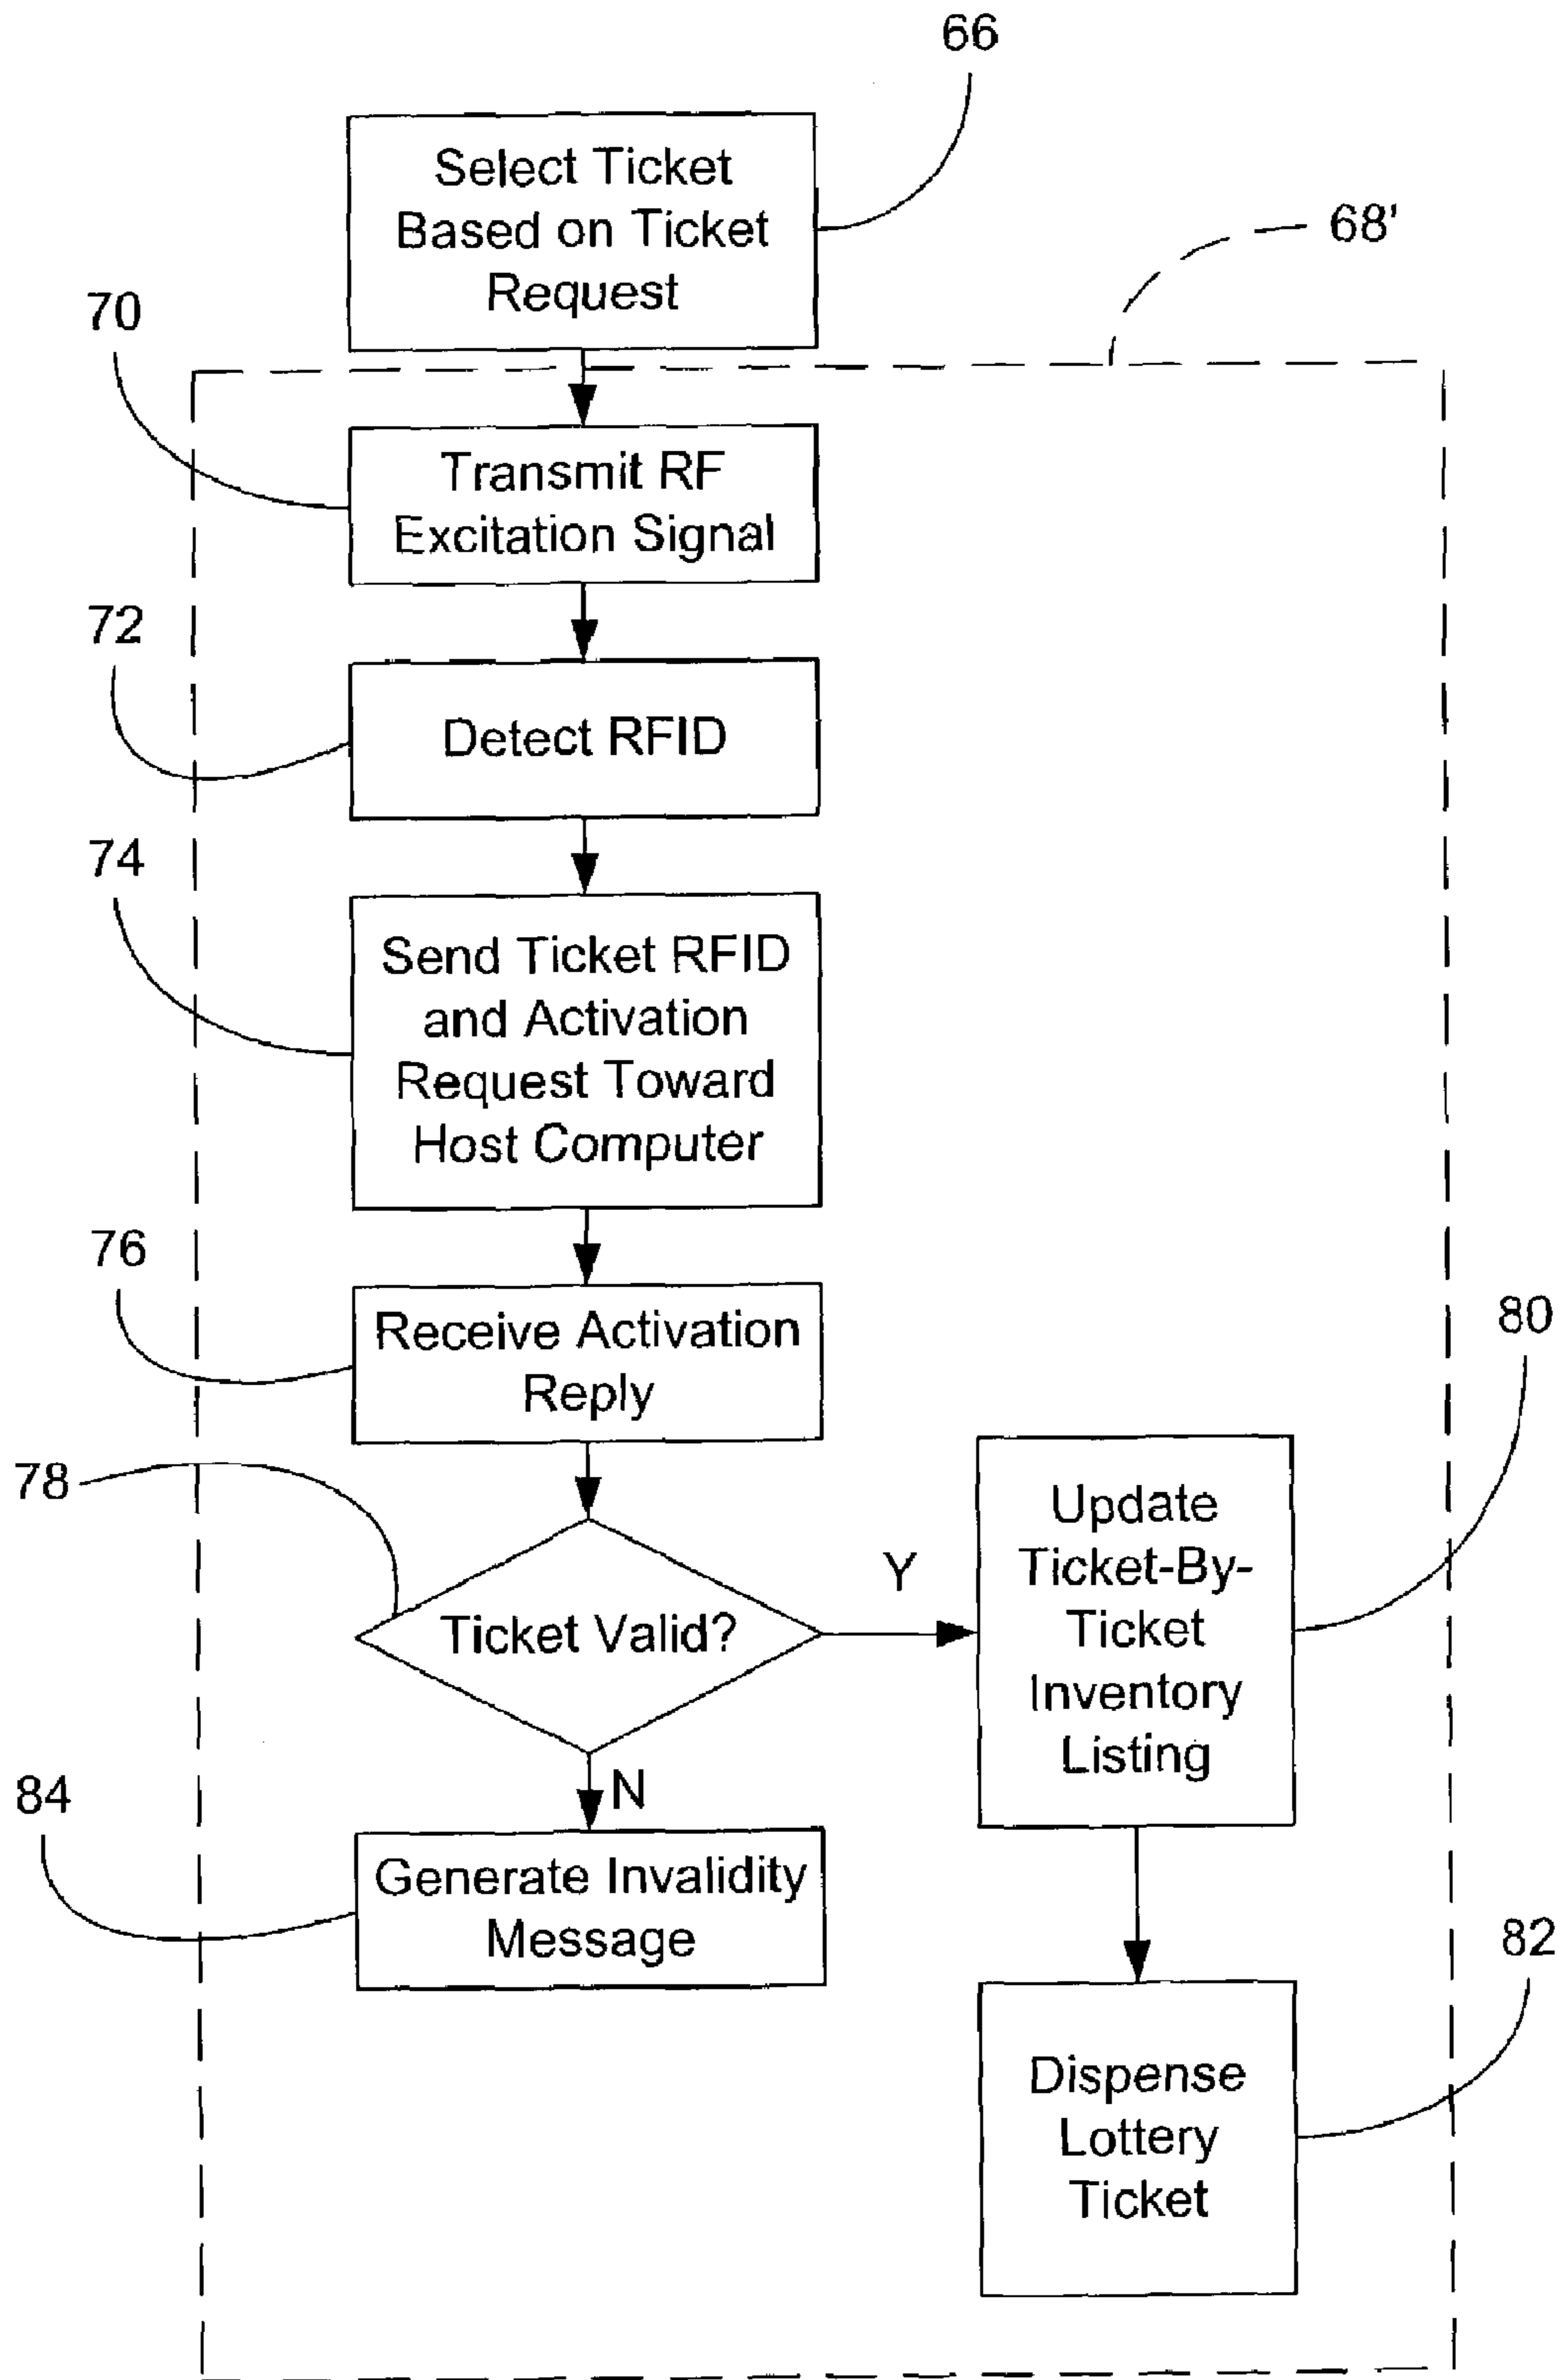 66
Select Ticket
Based on Ticket
Request
68'
70
Transmit RF
Excitation Signal
72
Detect RFID
74
Send Ticket RFID
and Activation
Request Toward
Host Computer
76
Receive Activation
Reply
78
Ticket Valid?
Y
N
80
Update
Ticket-By-
Ticket
Inventory
Listing
84
Generate Invalidity
Message
82
Dispense
Lottery
Ticket